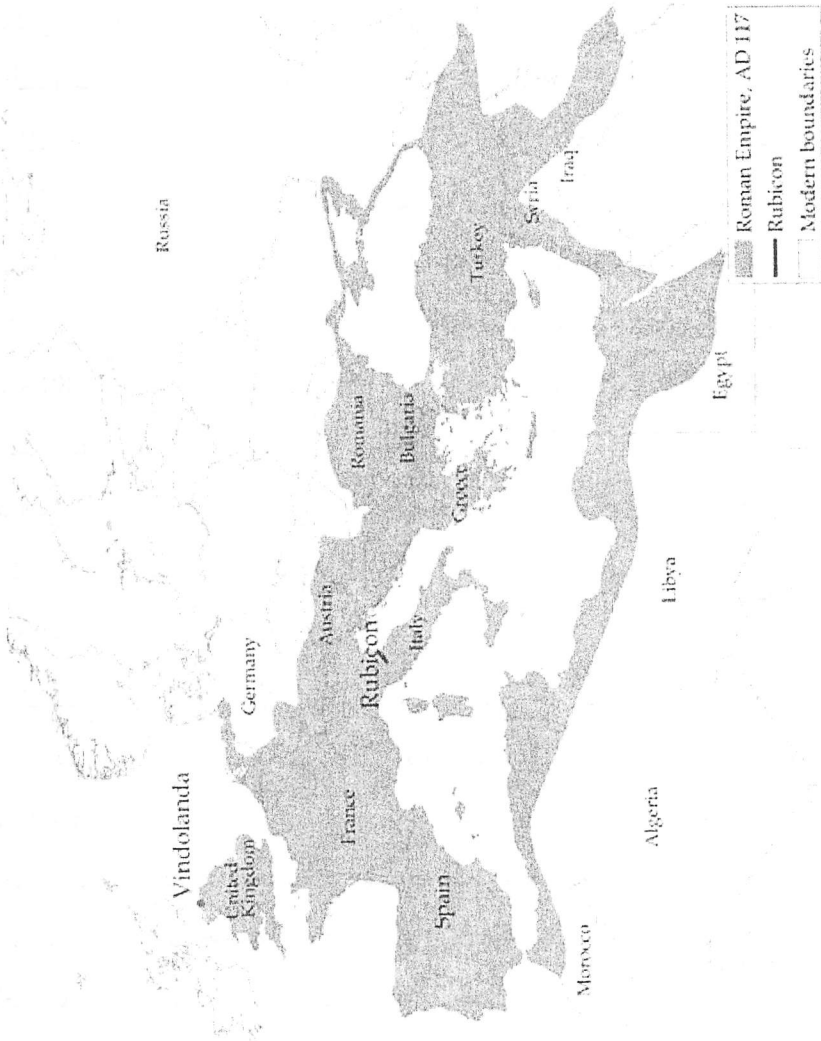 Vindolanda
United
Kingdom
Germany
Russia
France
Austria
Romania
Rubicon
Italy
Bulgaria
Spain
Greece
Turkey
Syria
Iraq
Morocco
Algeria
Libya
Egypt
Roman Empire, AD 117
Rubicon
Modern boundaries